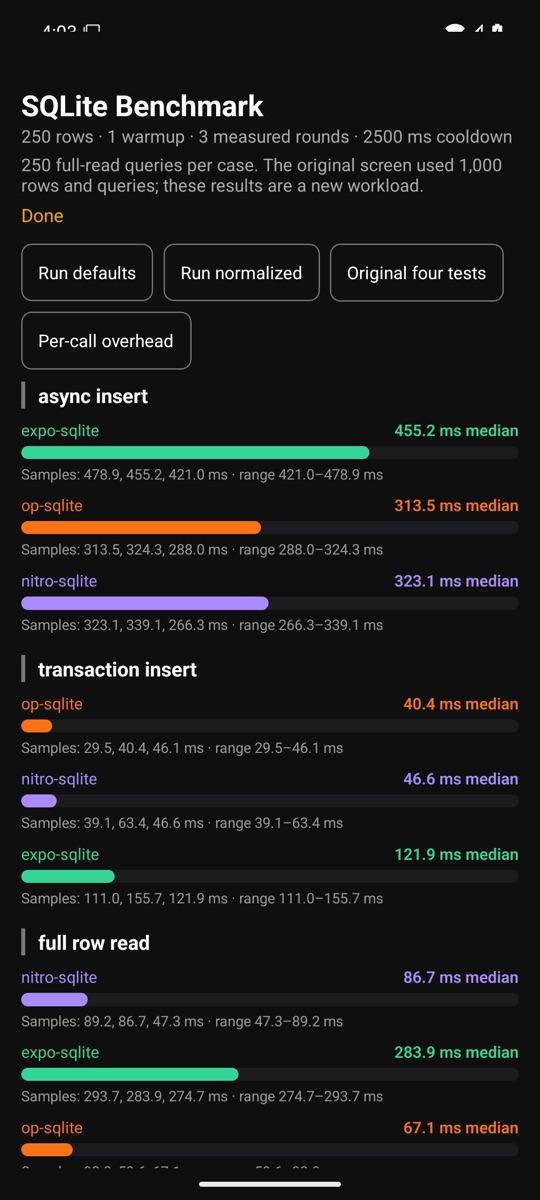 SQLite Benchmark
250 rows · 1 warmup · 3 measured rounds · 2500 ms cooldown
250 full-read queries per case. The original screen used 1,000
rows and queries; these results are a new workload.
Done
Run defaults
Run normalized
Original four tests
Per-call overhead
async insert
expo-sqlite 455.2 ms median
Samples: 478.9, 455.2, 421.0 ms · range 421.0–478.9 ms
op-sqlite 313.5 ms median
Samples: 313.5, 324.3, 288.0 ms · range 288.0–324.3 ms
nitro-sqlite 323.1 ms median
Samples: 323.1, 339.1, 266.3 ms · range 266.3–339.1 ms
transaction insert
op-sqlite 40.4 ms median
Samples: 29.5, 40.4, 46.1 ms · range 29.5–46.1 ms
nitro-sqlite 46.6 ms median
Samples: 39.1, 63.4, 46.6 ms · range 39.1–63.4 ms
expo-sqlite 121.9 ms median
Samples: 111.0, 155.7, 121.9 ms · range 111.0–155.7 ms
full row read
nitro-sqlite 86.7 ms median
Samples: 89.2, 86.7, 47.3 ms · range 47.3–89.2 ms
expo-sqlite 283.9 ms median
Samples: 293.7, 283.9, 274.7 ms · range 274.7–293.7 ms
op-sqlite 67.1 ms median